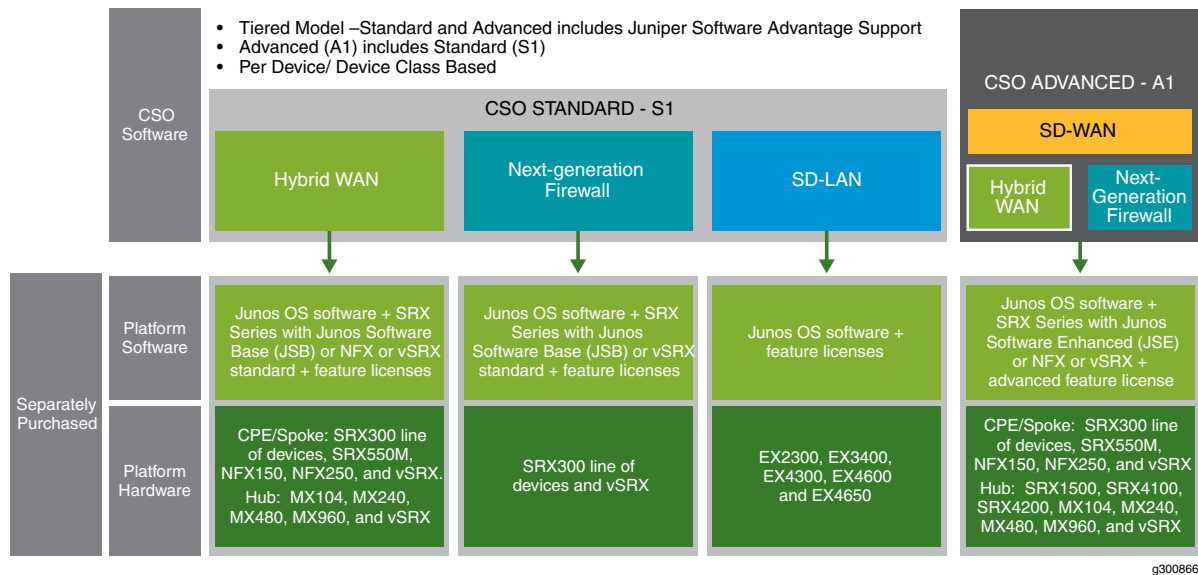 • Tiered Model –Standard and Advanced includes Juniper Software Advantage Support
• Advanced (A1) includes Standard (S1)
• Per Device/ Device Class Based
CSO
Software
CSO STANDARD - S1
Hybrid WAN
Next-generation
Firewall
SD-LAN
CSO ADVANCED - A1
SD-WAN
Hybrid
WAN
Next-
Generation
Firewall
Separately
Purchased
Platform
Software
Junos OS software + SRX
Series with Junos Software
Base (JSB) or NFX or vSRX
standard + feature licenses
Junos OS software + SRX
Series with Junos
Software Base (JSB) or vSRX
standard + feature licenses
Junos OS software +
feature licenses
Junos OS software +
SRX Series with Junos
Software Enhanced (JSE)
or NFX or vSRX +
advanced feature license
Platform
Hardware
CPE/Spoke: SRX300 line
of devices, SRX550M,
NFX150, NFX250, and vSRX.
Hub: MX104, MX240,
MX480, MX960, and vSRX
SRX300 line of
devices and vSRX
EX2300, EX3400,
EX4300, EX4600
and EX4650
CPE/Spoke: SRX300 line
of devices, SRX550M,
NFX150, NFX250, and vSRX
Hub: SRX1500, SRX4100,
SRX4200, MX104, MX240,
MX480, MX960, and vSRX
g300866